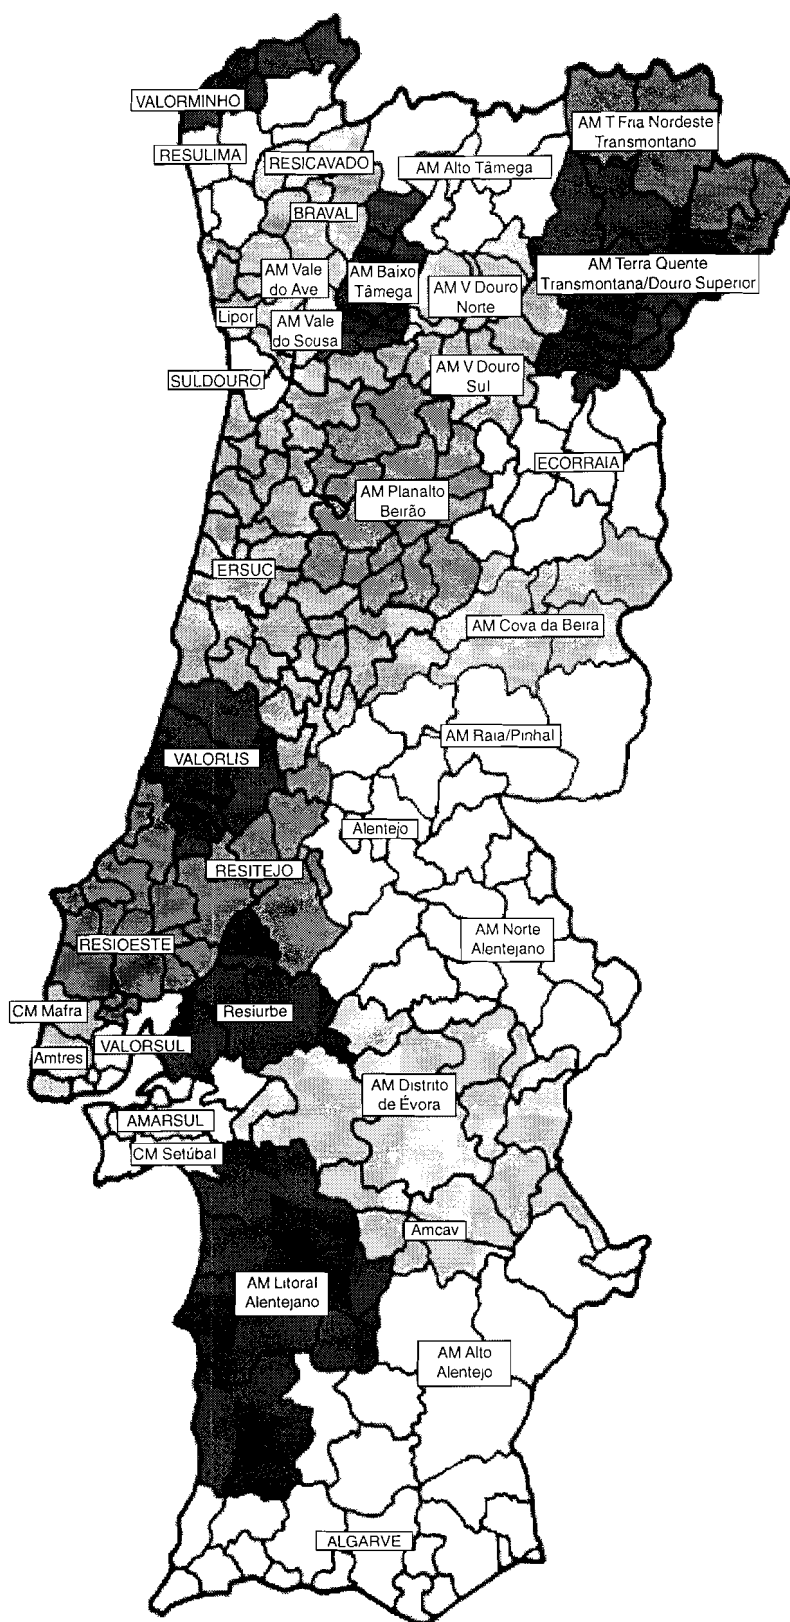 VALORMINHO
AM T Fria Nordeste
Transmontano
RESULIMA
RESICAVADO
AM Alto Tâmega
BRAVAL
AM Vale
do Ave
AM Baixo
Tâmega
AM V Douro
Norte
AM Terra Quente
Transmontana/Douro Superior
Lipor
AM Vale
do Sousa
SULDOURO
AM V Douro
Sul
ECORRAIA
AM Planalto
Beirão
ERSUC
AM Cova da Beira
AM Raia/Pinhal
VALORLIS
Alentejo
RESITEJO
RESIOESTE
AM Norte
Alentejano
CM Mafra
Resiurbe
VALORSUL
Amtres
AM Distrito
de Évora
AMARSUL
CM Setúbal
Amcav
AM Litoral
Alentejano
AM Alto
Alentejo
ALGARVE